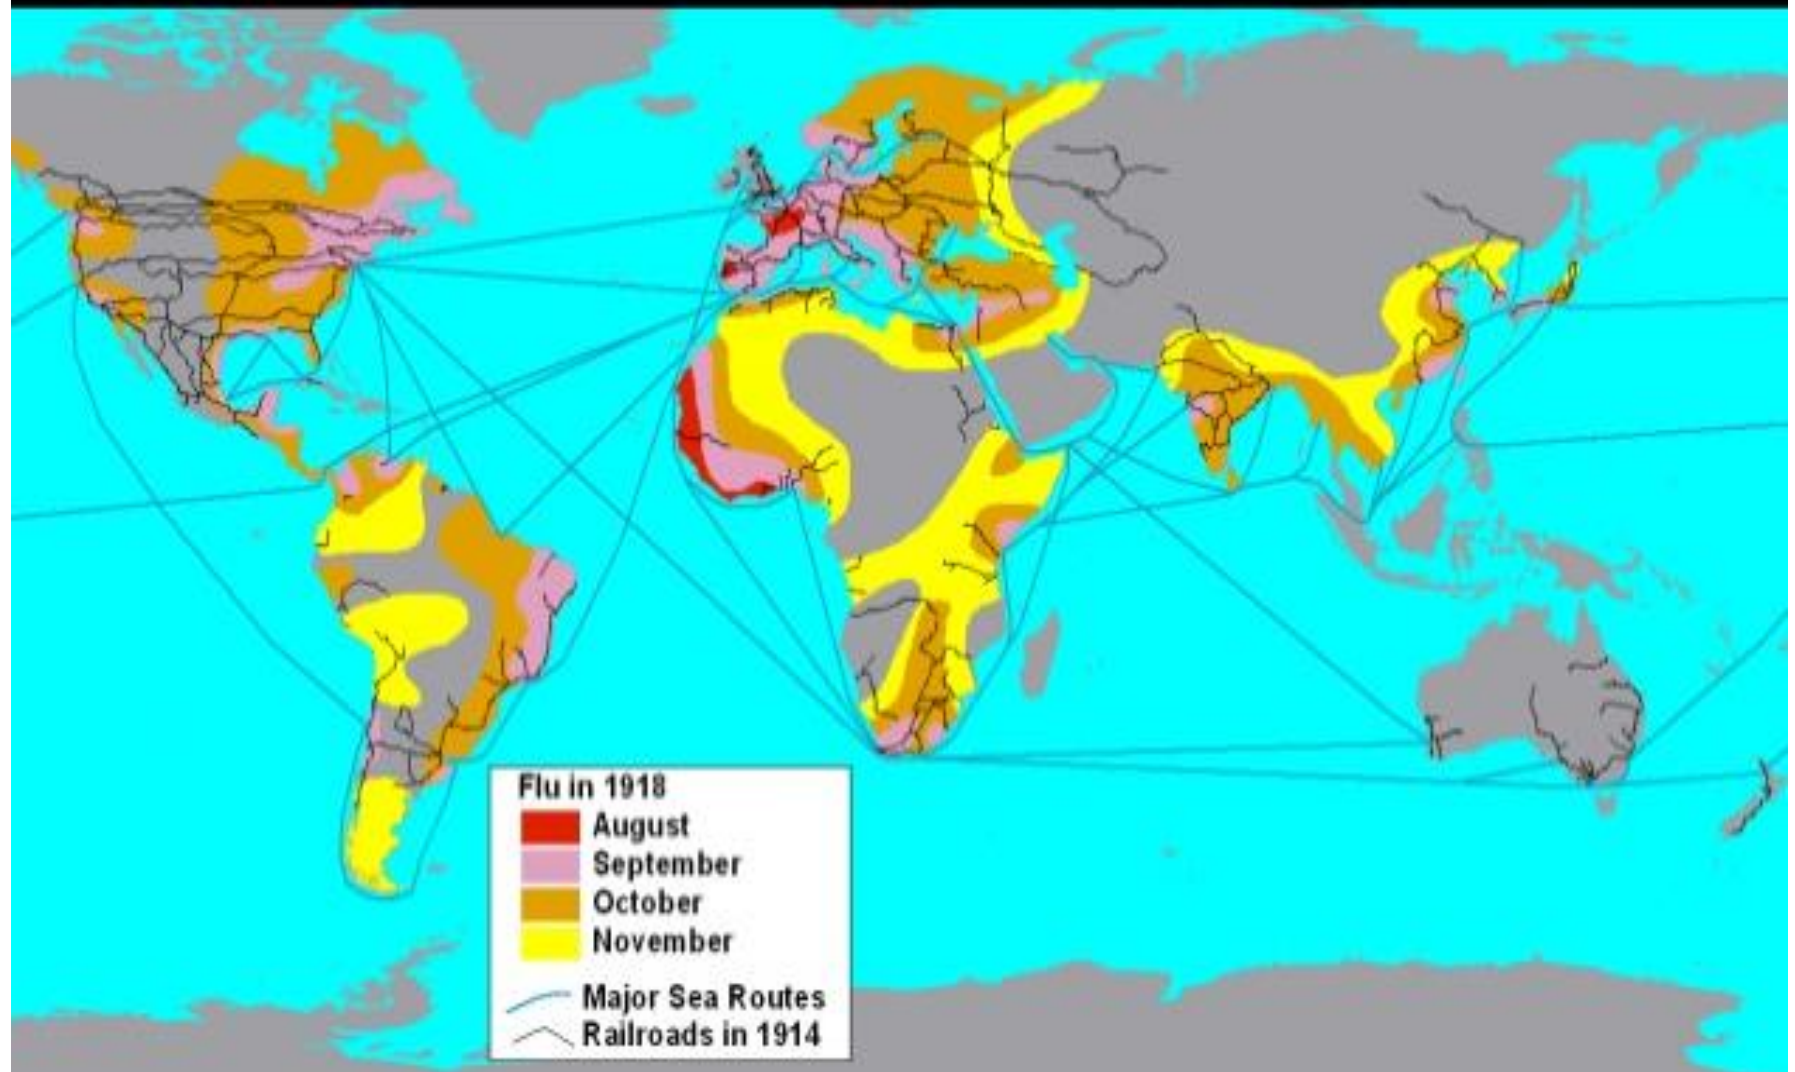 Flu in 1918
August
September
October
November
Major Sea Routes
Railroads in 1914